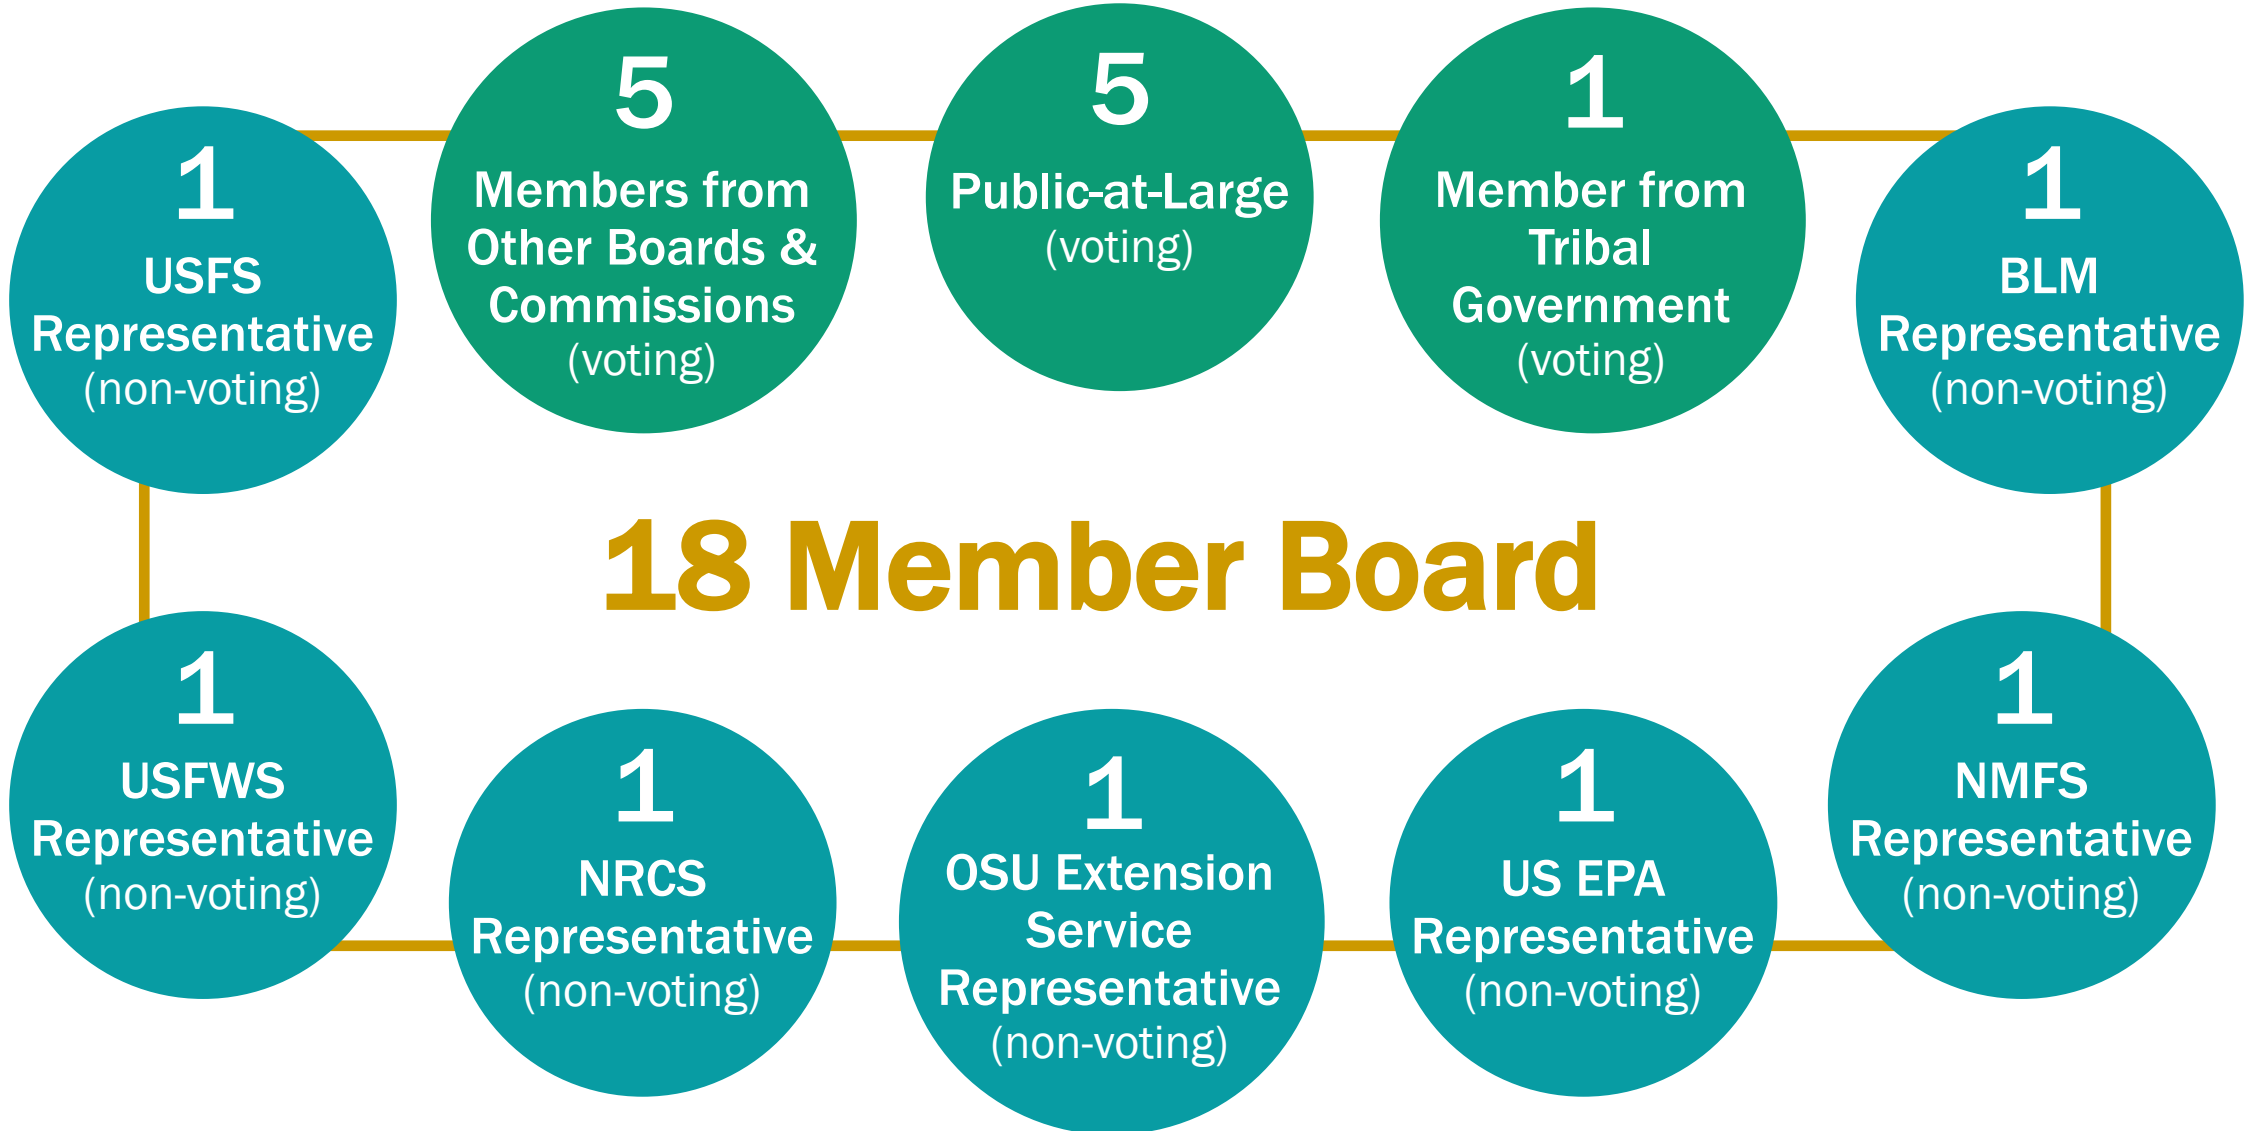 1
USFS
Representative
(non-voting)
5
Members from
Other Boards &
Commissions
(voting)
5
Public-at-Large
(voting)
1
Member from
Tribal
Government
(voting)
1
BLM
Representative
(non-voting)
18 Member Board
1
USFWS
Representative
(non-voting)
1
NRCS
Representative
(non-voting)
1
OSU Extension
Service
Representative
(non-voting)
1
US EPA
Representative
(non-voting)
1
NMFS
Representative
(non-voting)